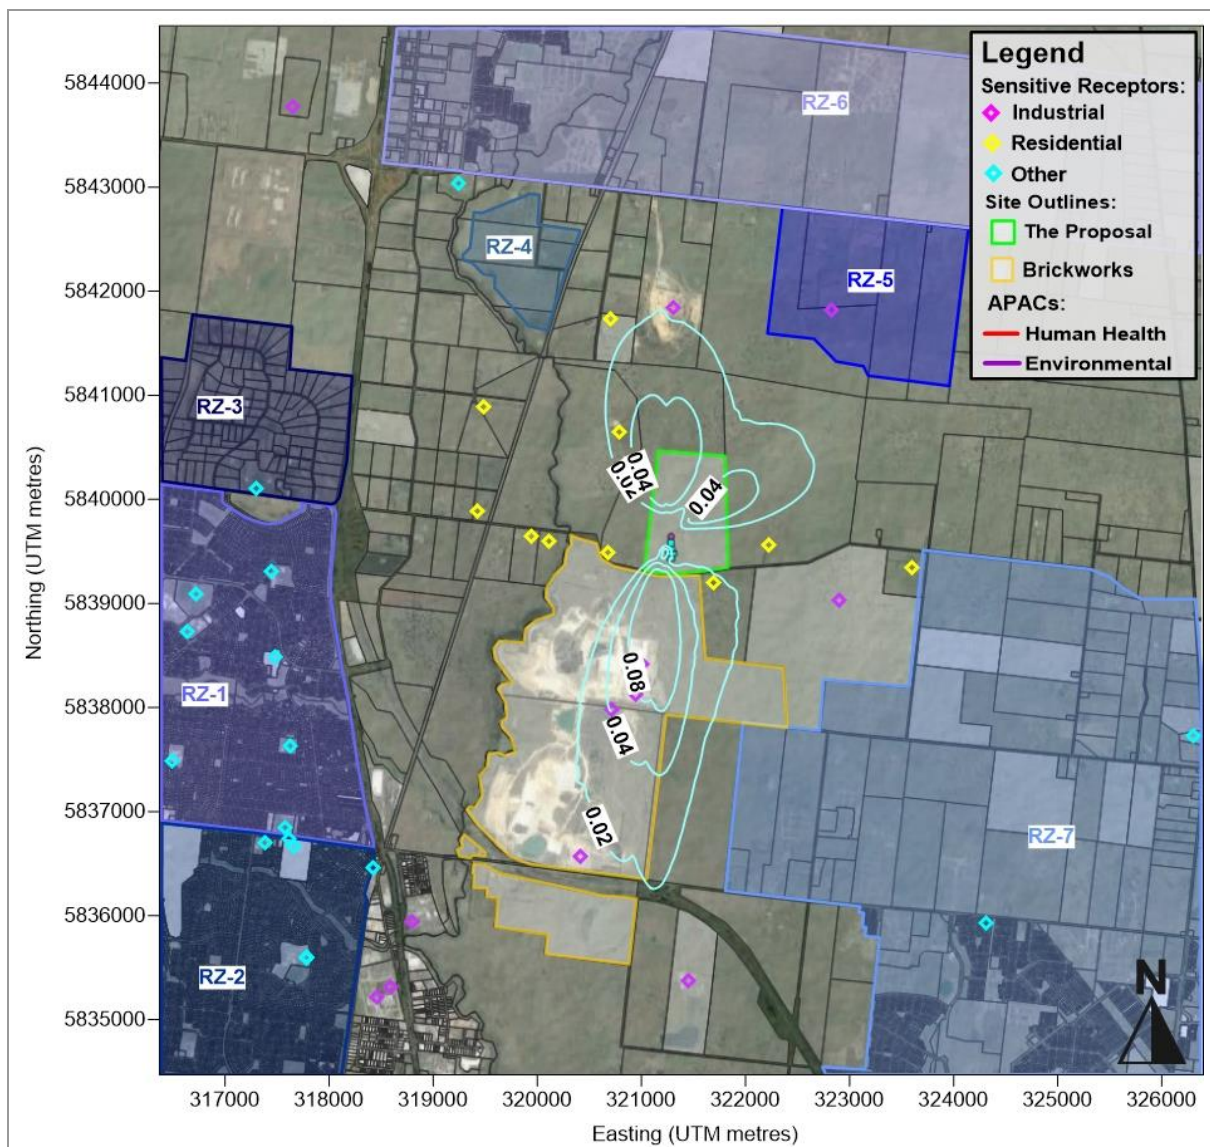 Legend
Sensitive Receptors:
Industrial
Residential
Other
Site Outlines:
The Proposal
Brickworks
APACs:
Human Health
Environmental
5844000
5843000
5842000
5841000
5840000
5839000
5838000
5837000
5836000
5835000
Northing (UTM metres)
RZ-6
RZ-4
RZ-5
RZ-3
0.04
0.02
0.04
RZ-1
0.08
0.04
0.02
RZ-7
RZ-2
N
317000
318000
319000
320000
321000
322000
323000
324000
325000
326000
Easting (UTM metres)